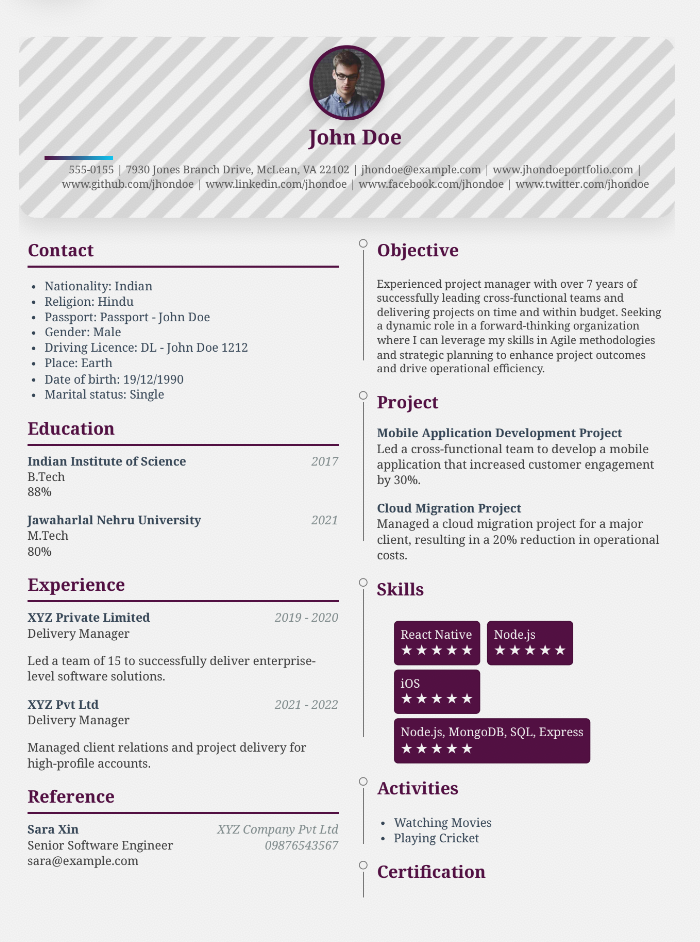 John Doe
555-0155 | 7930 Jones Branch Drive, McLean, VA 22102 | jhondoe@example.com | www.jhondoeportfolio.com |
www.github.com/jhondoe | www.linkedin.com/jhondoe | www.facebook.com/jhondoe | www.twitter.com/jhondoe
Contact
• Nationality: Indian
• Religion: Hindu
• Passport: Passport - John Doe
• Gender: Male
• Driving Licence: DL - John Doe 1212
• Place: Earth
• Date of birth: 19/12/1990
• Marital status: Single
Education
Indian Institute of Science 2017
B.Tech
88%
Jawaharlal Nehru University 2021
M.Tech
80%
Experience
XYZ Private Limited 2019 - 2020
Delivery Manager
Led a team of 15 to successfully deliver enterprise-
level software solutions.
XYZ Pvt Ltd 2021 - 2022
Delivery Manager
Managed client relations and project delivery for
high-profile accounts.
Reference
Sara Xin XYZ Company Pvt Ltd
Senior Software Engineer 09876543567
sara@example.com
Objective
Experienced project manager with over 7 years of
successfully leading cross-functional teams and
delivering projects on time and within budget. Seeking
a dynamic role in a forward-thinking organization
where I can leverage my skills in Agile methodologies
and strategic planning to enhance project outcomes
and drive operational efficiency.
Project
Mobile Application Development Project
Led a cross-functional team to develop a mobile
application that increased customer engagement
by 30%.
Cloud Migration Project
Managed a cloud migration project for a major
client, resulting in a 20% reduction in operational
costs.
Skills
React Native
★★★★★
Node.js
★★★★★
iOS
★★★★★
Node.js, MongoDB, SQL, Express
★★★★★
Activities
• Watching Movies
• Playing Cricket
Certification